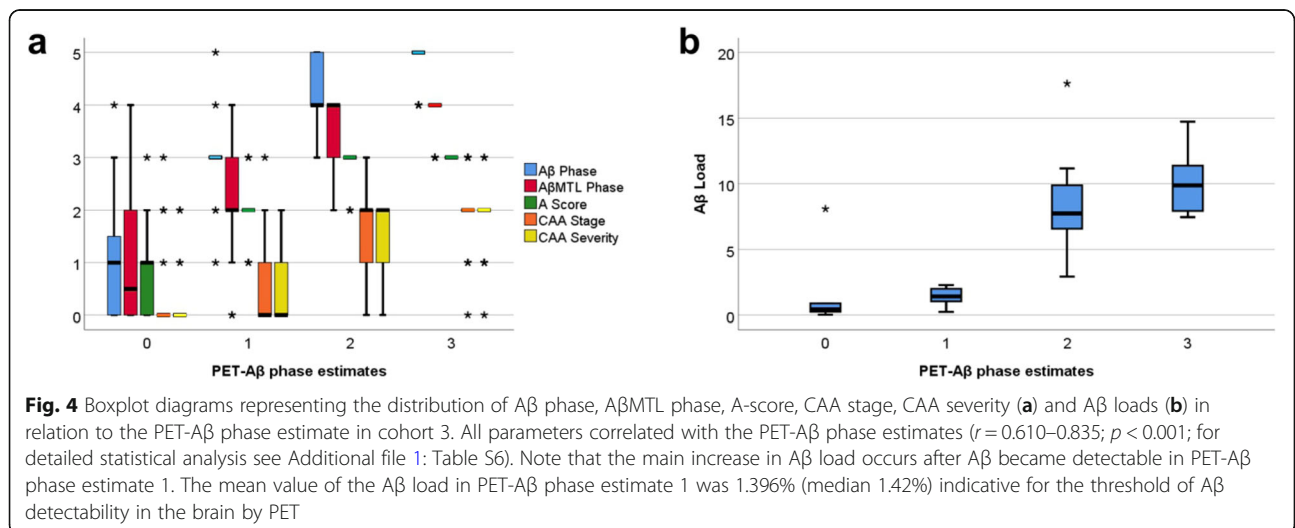 a
5
4
3
2
1
0
0 1 2 3
PET-Aβ phase estimates
Aβ Phase
AβMTL Phase
A Score
CAA Stage
CAA Severity
b
Aβ Load
20
15
10
5
0
0 1 2 3
PET-Aβ phase estimates
Fig. 4 Boxplot diagrams representing the distribution of Aβ phase, AβMTL phase, A-score, CAA stage, CAA severity (a) and Aβ loads (b) in
relation to the PET-Aβ phase estimate in cohort 3. All parameters correlated with the PET-Aβ phase estimates (r = 0.610–0.835; p < 0.001; for
detailed statistical analysis see Additional file 1: Table S6). Note that the main increase in Aβ load occurs after Aβ became detectable in PET-Aβ
phase estimate 1. The mean value of the Aβ load in PET-Aβ phase estimate 1 was 1.396% (median 1.42%) indicative for the threshold of Aβ
detectability in the brain by PET